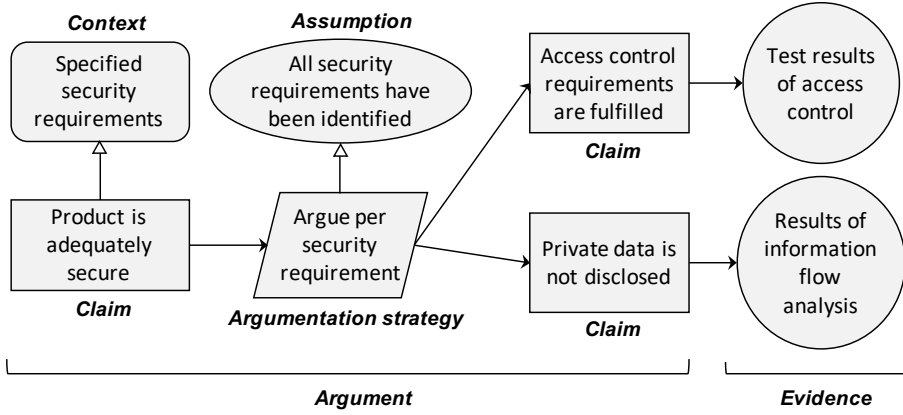 Context
Specified
security
requirements
Product is
adequately
secure
Claim
Assumption
All security
requirements have
been identified
Argue per
security
requirement
Argumentation strategy
Access control
requirements
are fulfilled
Claim
Private data is
not disclosed
Claim
Test results
of access
control
Results of
information
flow
analysis
Argument
Evidence